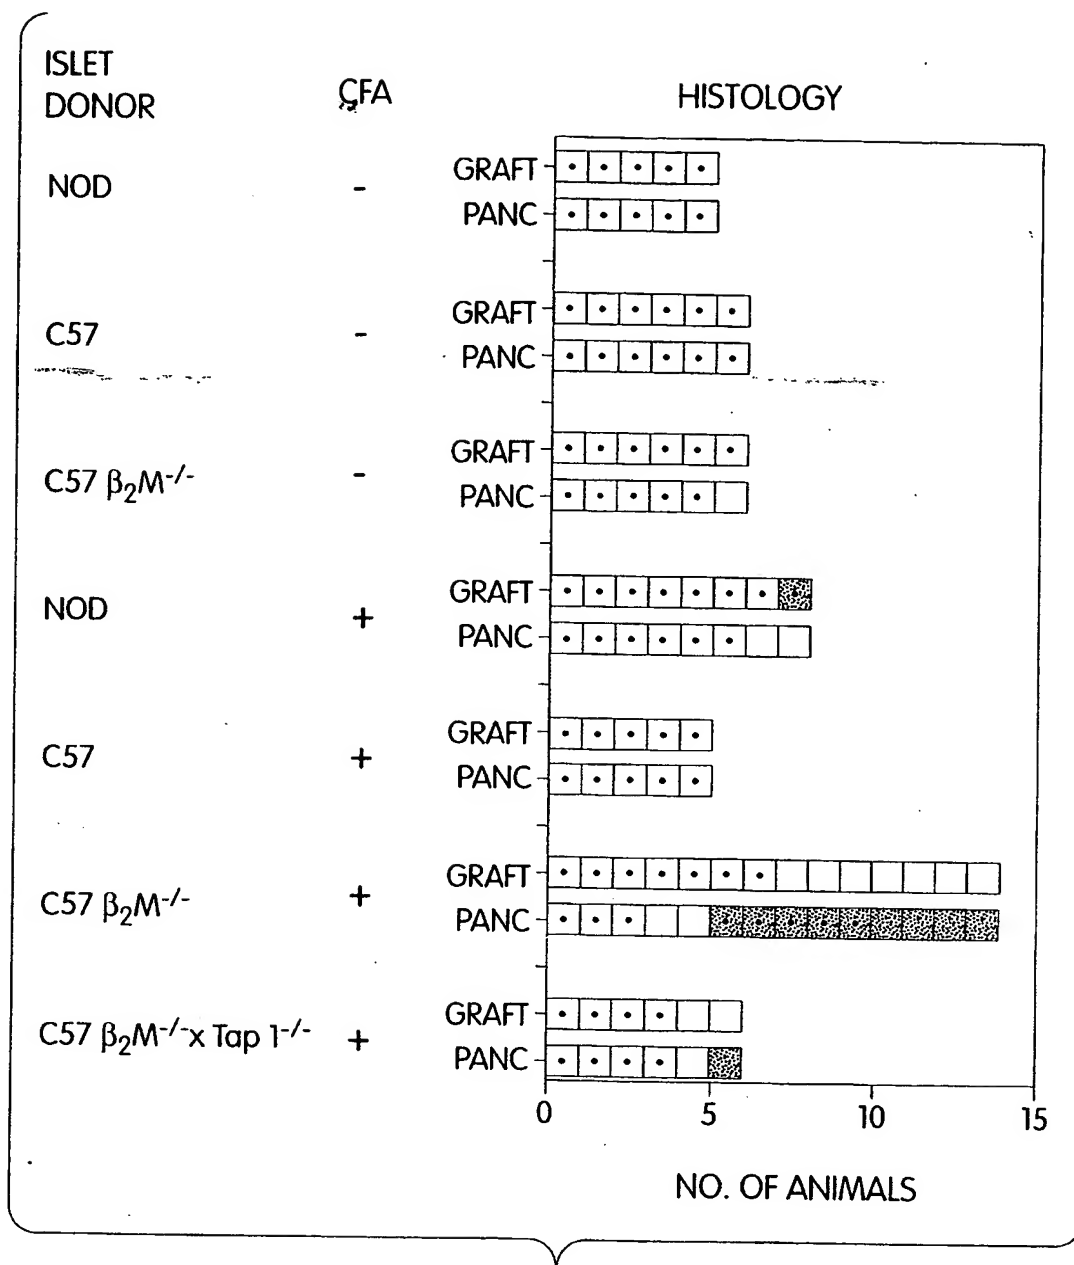 ISLET
DONOR
CFA
HISTOLOGY
NOD
-
GRAFT
PANC
C57
-
GRAFT
PANC
C57 β₂M⁻/⁻
-
GRAFT
PANC
NOD
+
GRAFT
PANC
C57
+
GRAFT
PANC
C57 β₂M⁻/⁻
+
GRAFT
PANC
C57 β₂M⁻/⁻x Tap 1⁻/⁻
+
GRAFT
PANC
0 5 10 15
NO. OF ANIMALS